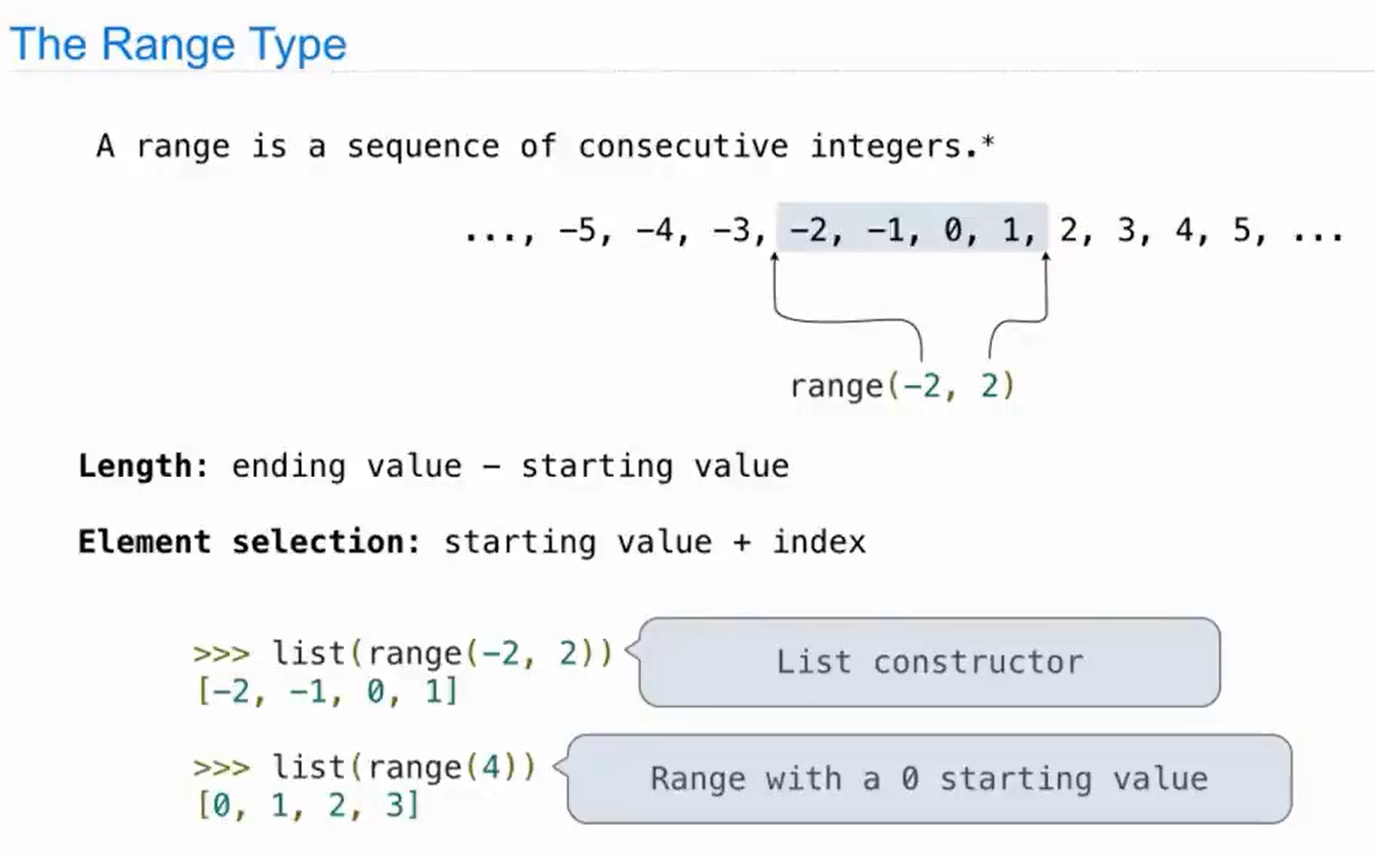 The Range Type
A range is a sequence of consecutive integers.*
..., −5, −4, −3, −2, −1, 0, 1, 2, 3, 4, 5, ...
range(−2, 2)
Length: ending value − starting value
Element selection: starting value + index
>>> list(range(−2, 2))
List constructor
[−2, −1, 0, 1]
>>> list(range(4))
Range with a 0 starting value
[0, 1, 2, 3]